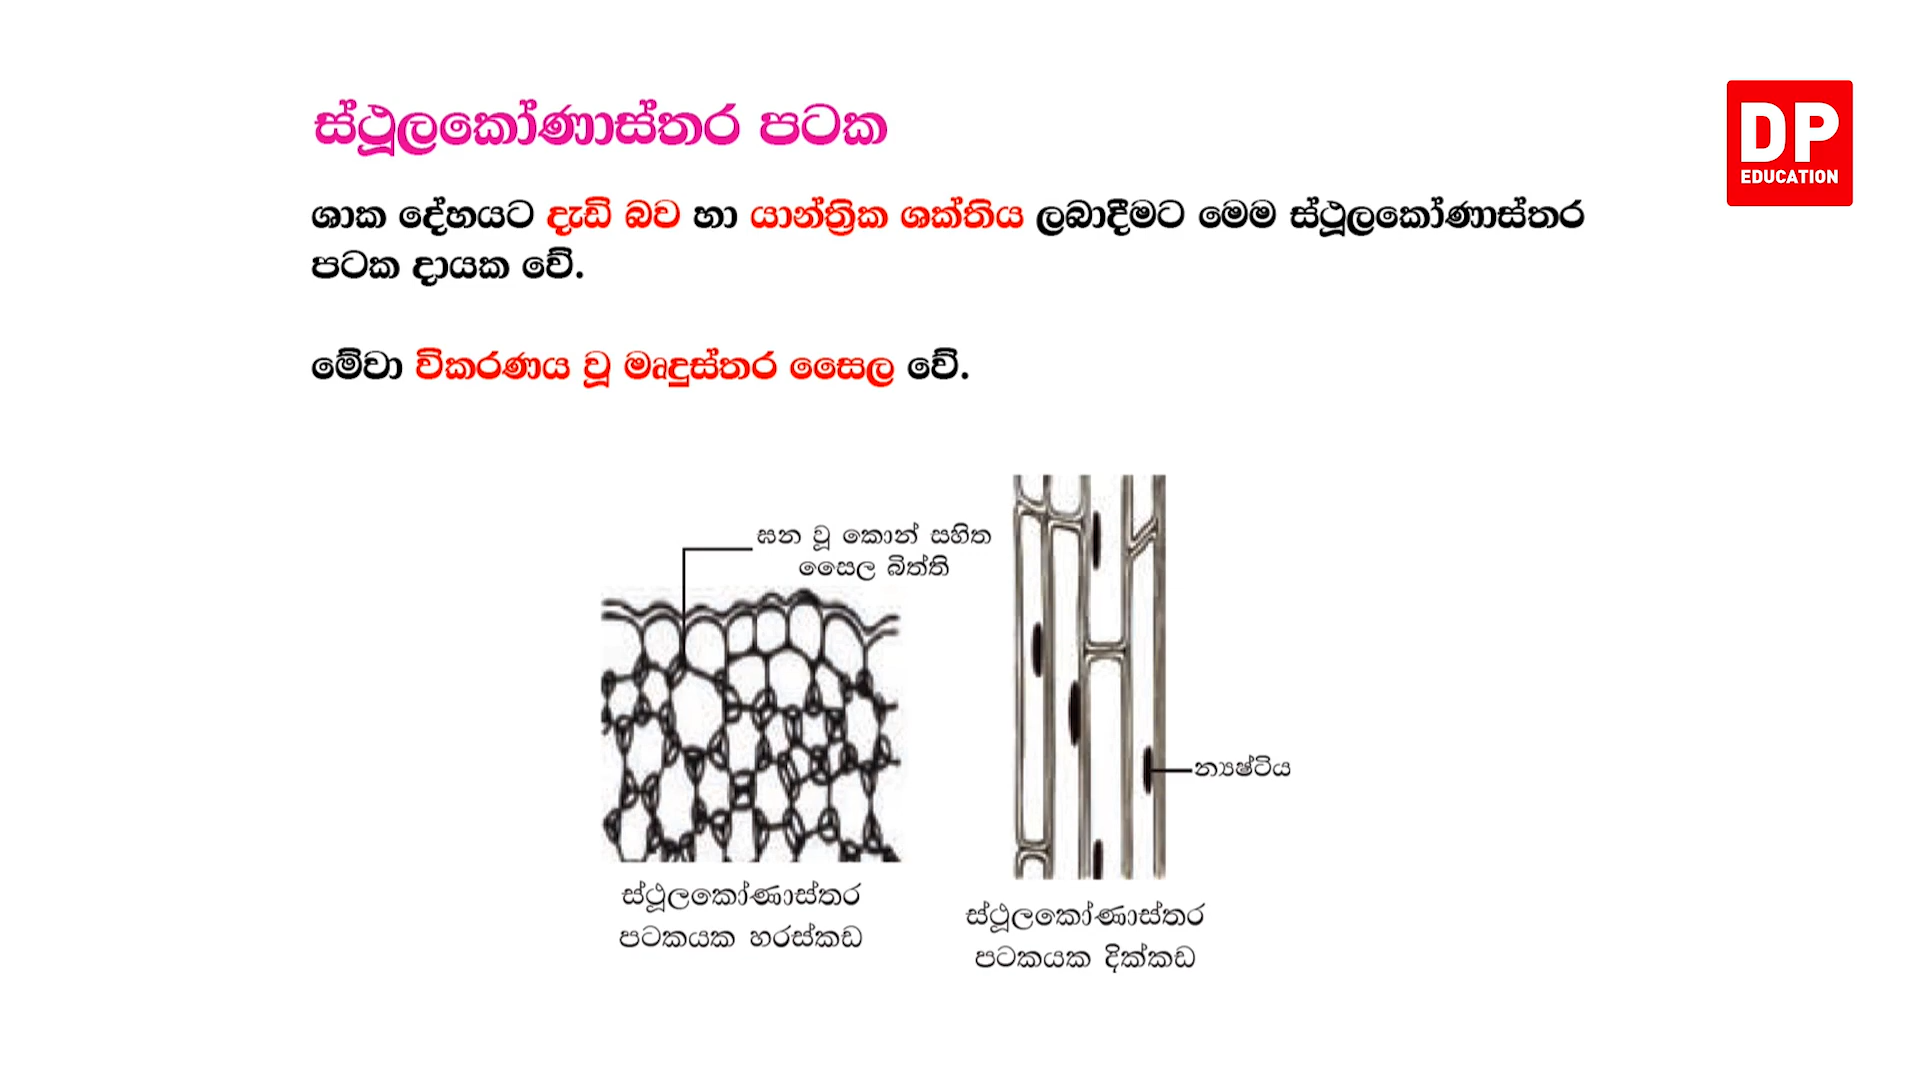 ස්ථූලකෝණාස්තර පටක
DP
EDUCATION
ශාක දේහයට දැඩි බව හා යාන්ත්‍රික ශක්තිය ලබාදීමට මෙම ස්ථූලකෝණාස්තර
පටක දායක වේ.
මේවා විකරණය වූ මෘදුස්තර සෛල වේ.
ඝන වූ කොන් සහිත
සෛල බිත්ති
න්‍යෂ්ටිය
ස්ථූලකෝණාස්තර
පටකයක හරස්කඩ
ස්ථූලකෝණාස්තර
පටකයක දික්කඩ